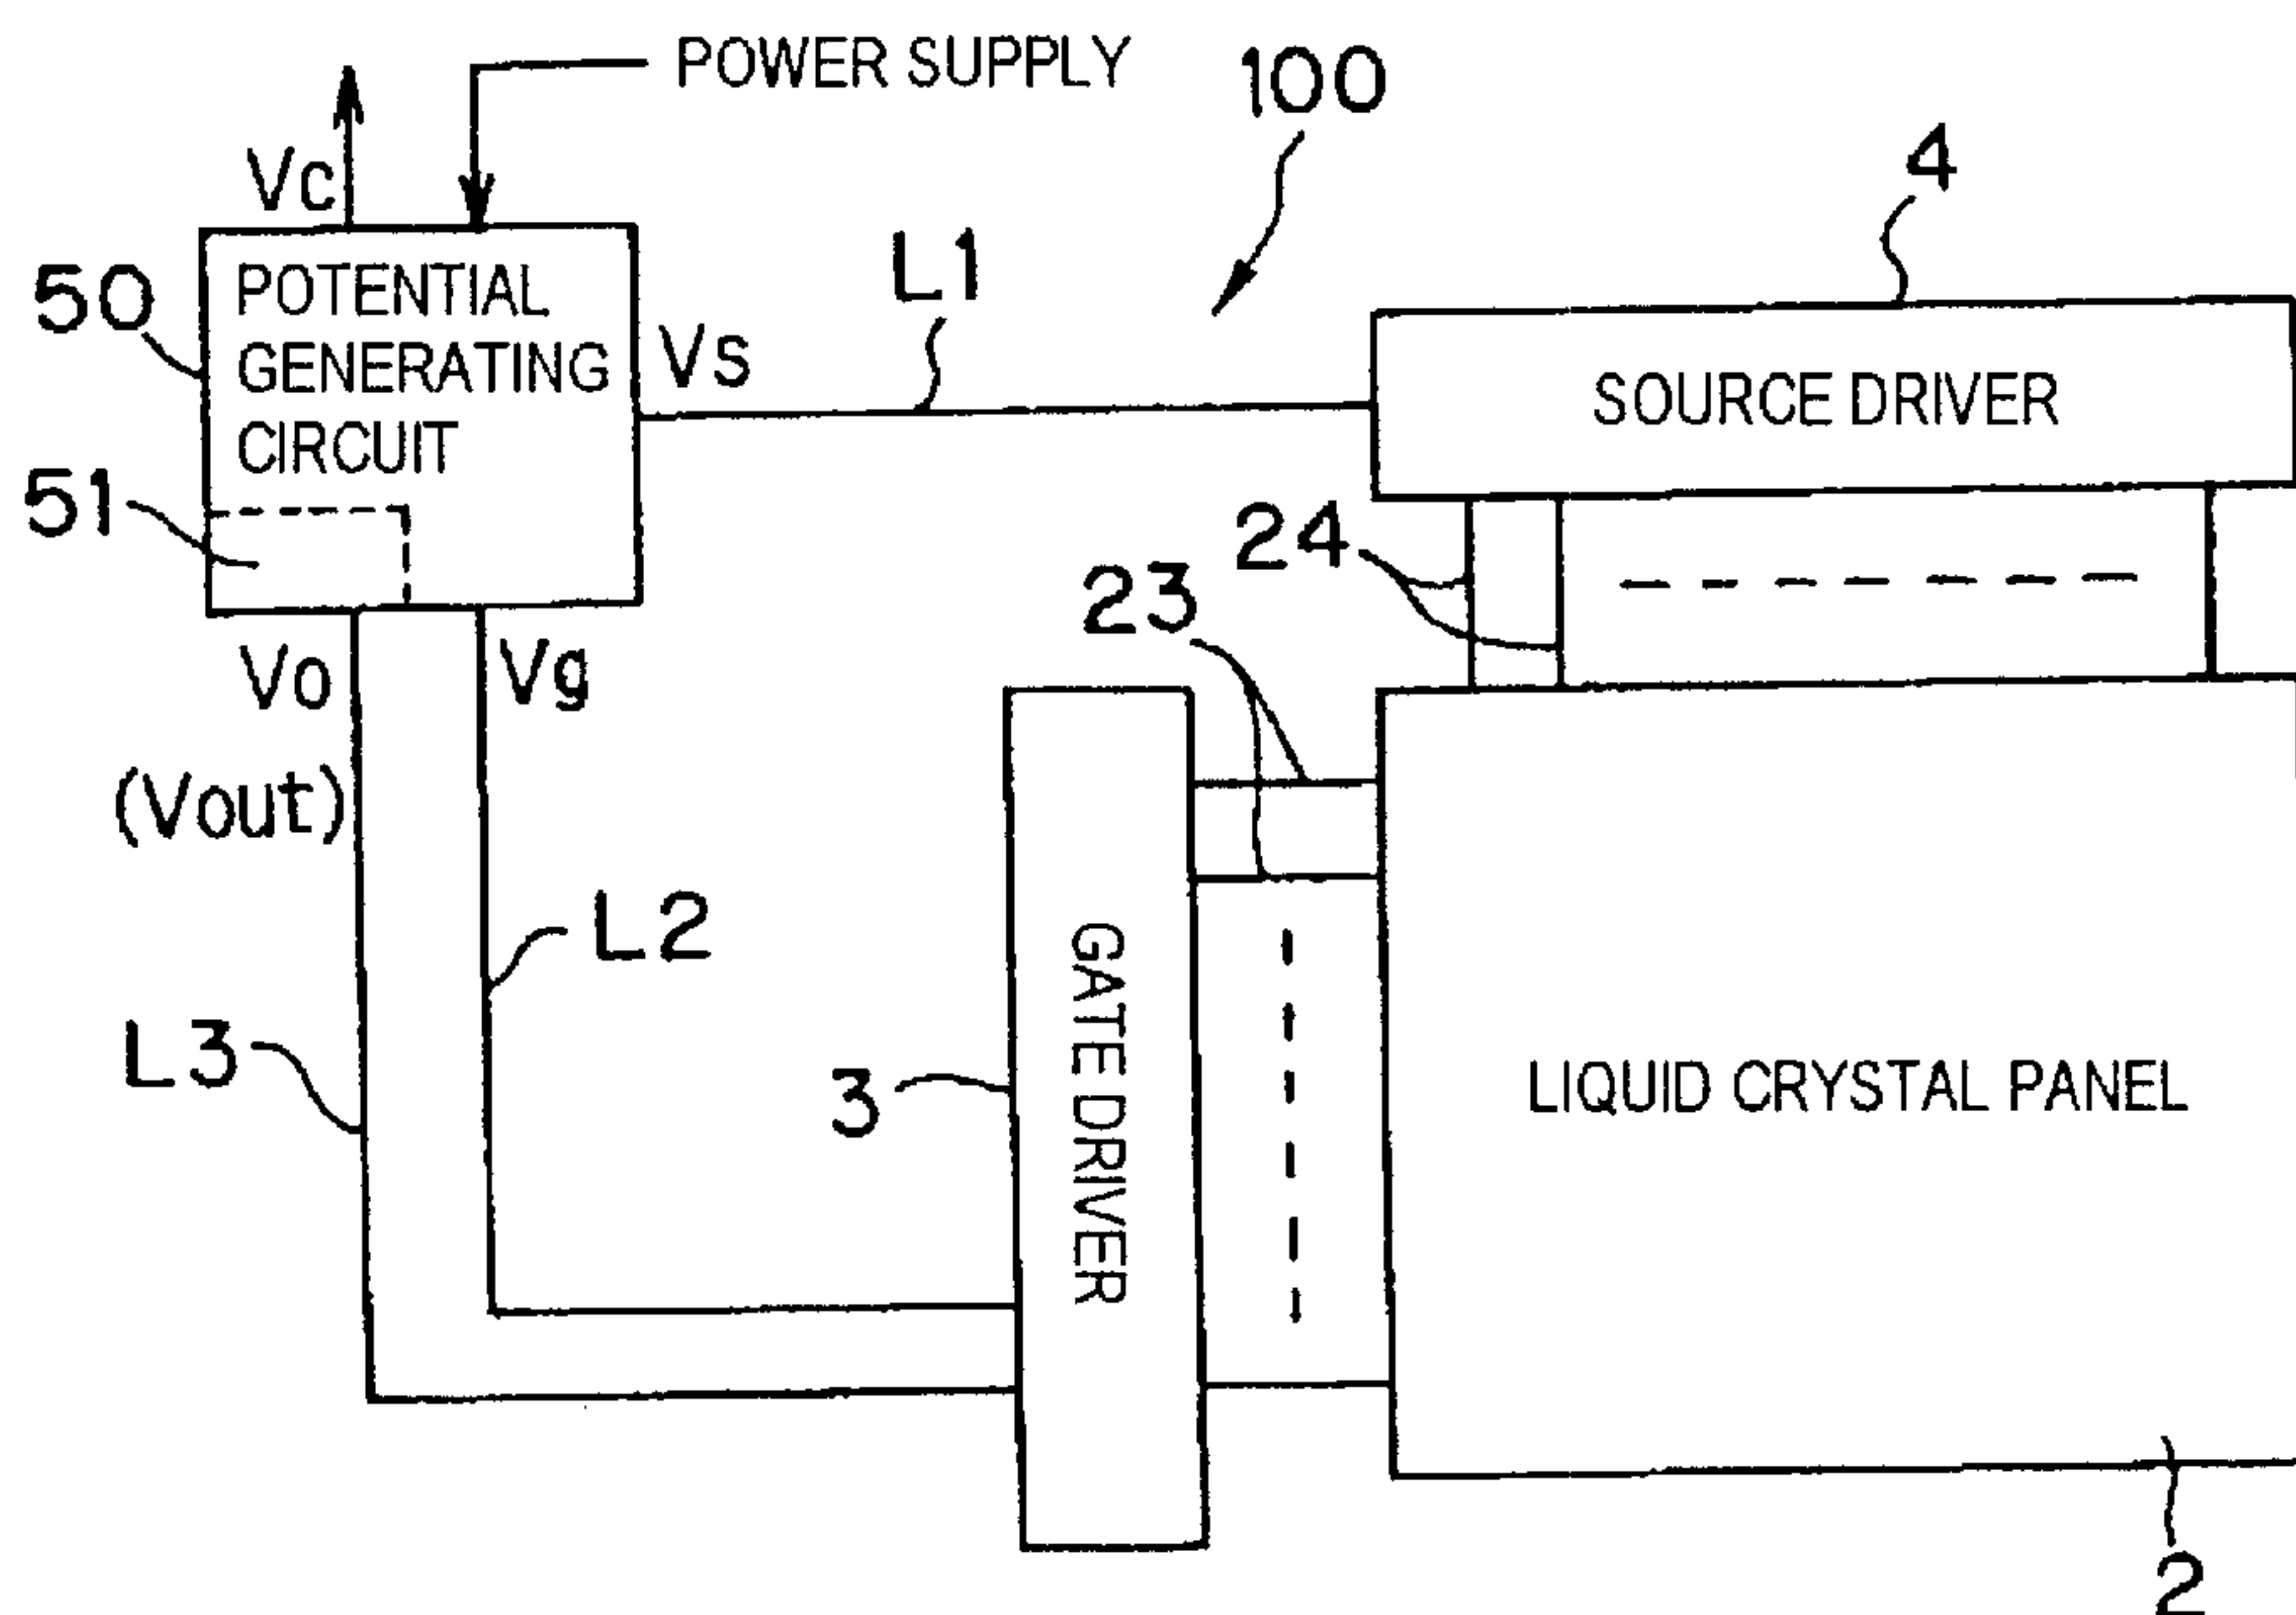 POWER SUPPLY
100
4
Vc
50
POTENTIAL
GENERATING
CIRCUIT
L1
Vs
SOURCE DRIVER
51
24
23
Vo
Vg
(Vout)
L2
L3
3
GATE DRIVER
LIQUID CRYSTAL PANEL
2